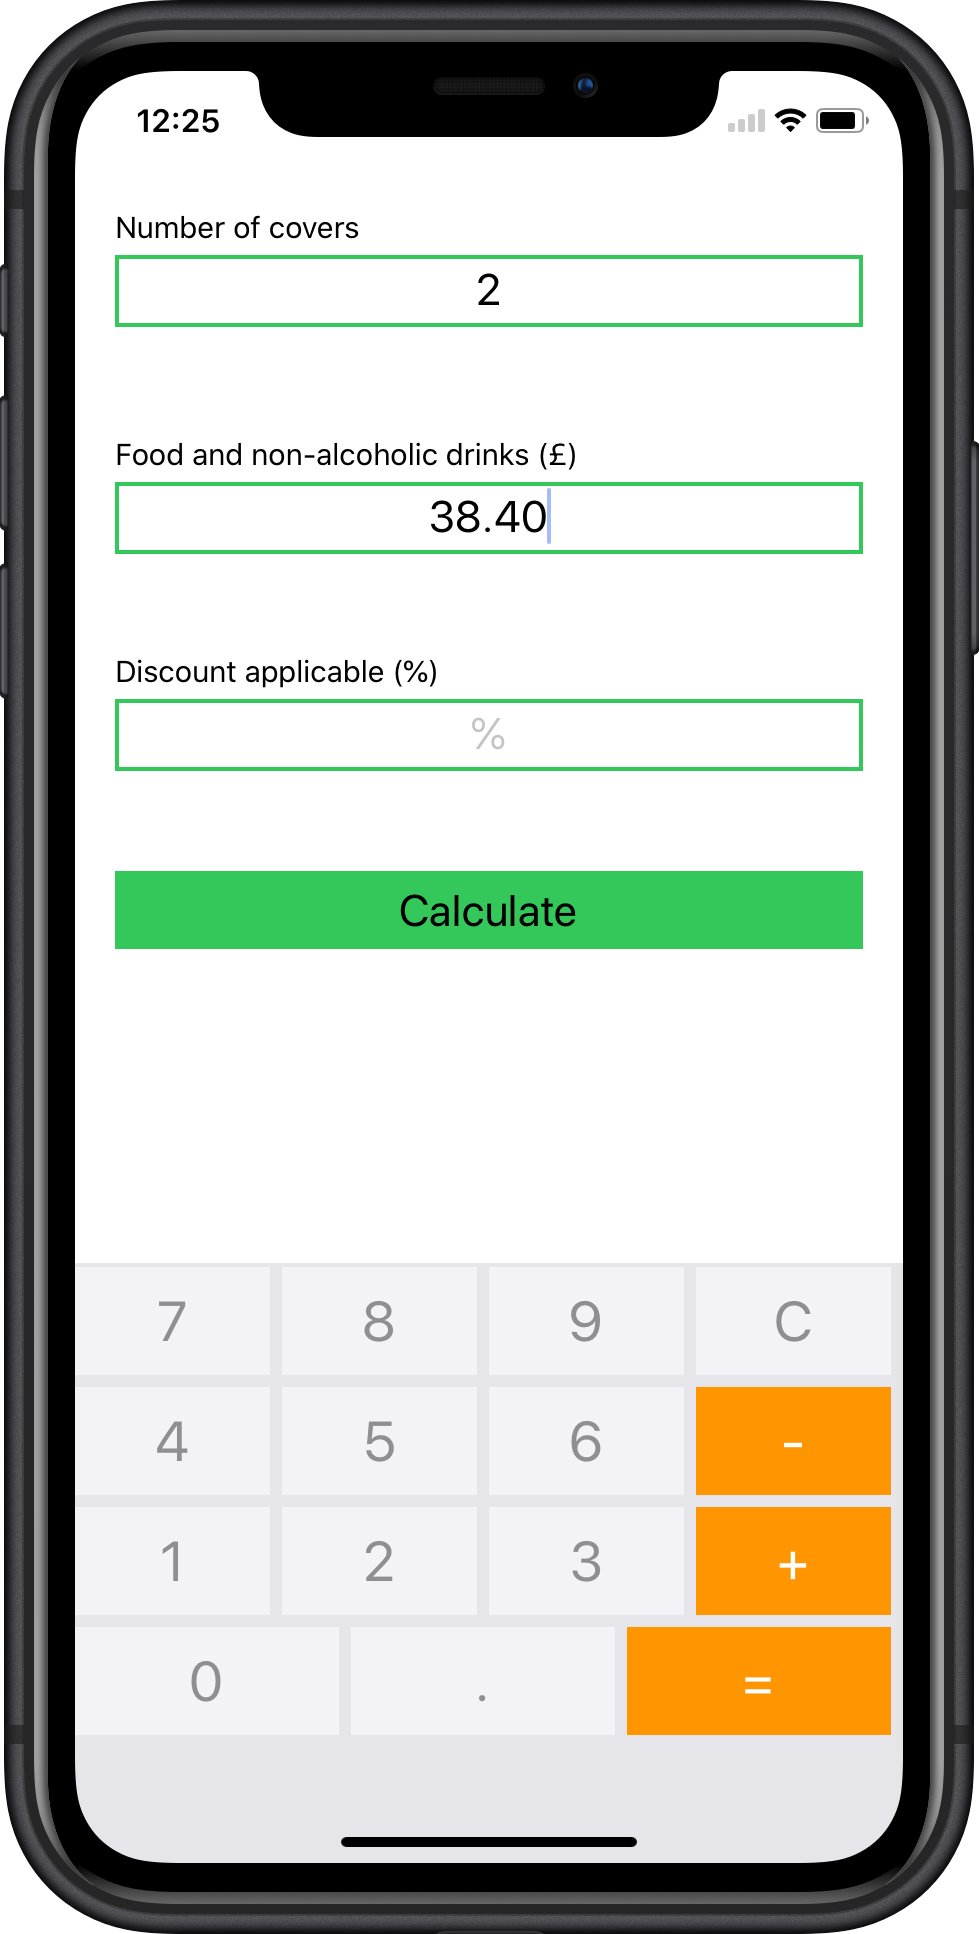 12:25
Number of covers
2
Food and non-alcoholic drinks (£)
38.40
Discount applicable (%)
%
Calculate
7 8 9 C
4 5 6 -
1 2 3 +
0 . =